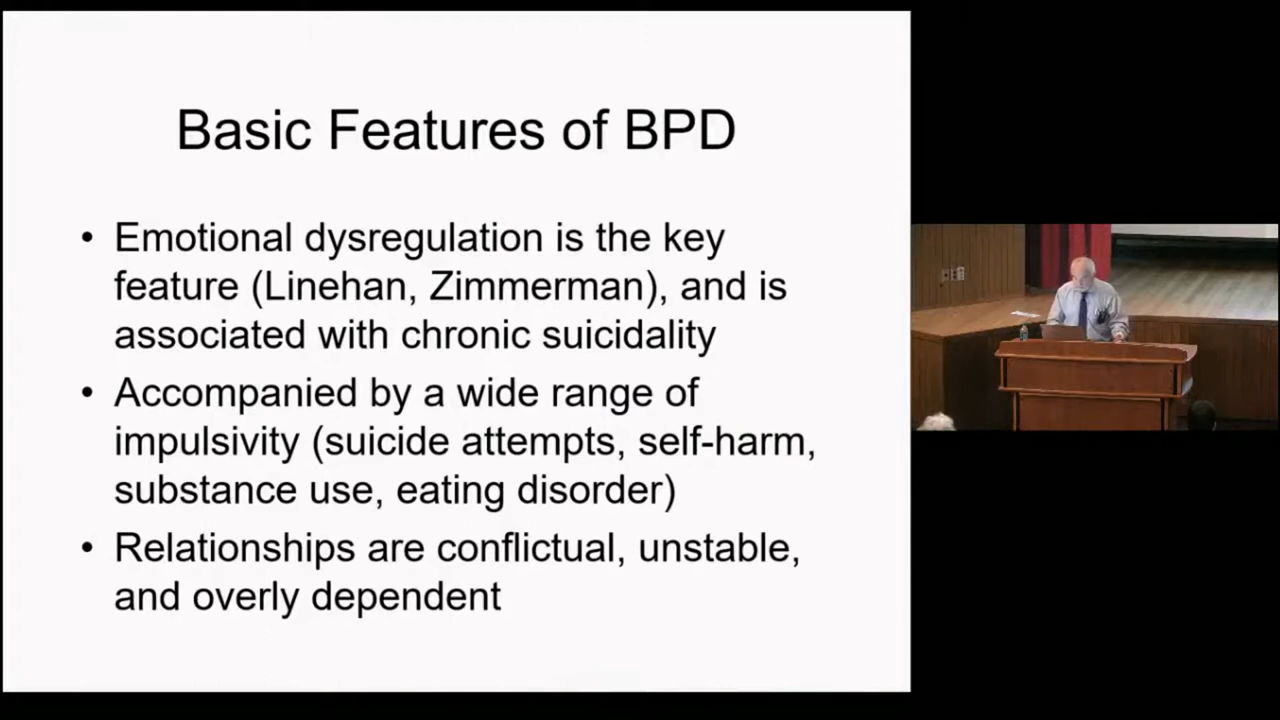 Basic Features of BPD
• Emotional dysregulation is the key
feature (Linehan, Zimmerman), and is
associated with chronic suicidality
• Accompanied by a wide range of
impulsivity (suicide attempts, self-harm,
substance use, eating disorder)
• Relationships are conflictual, unstable,
and overly dependent